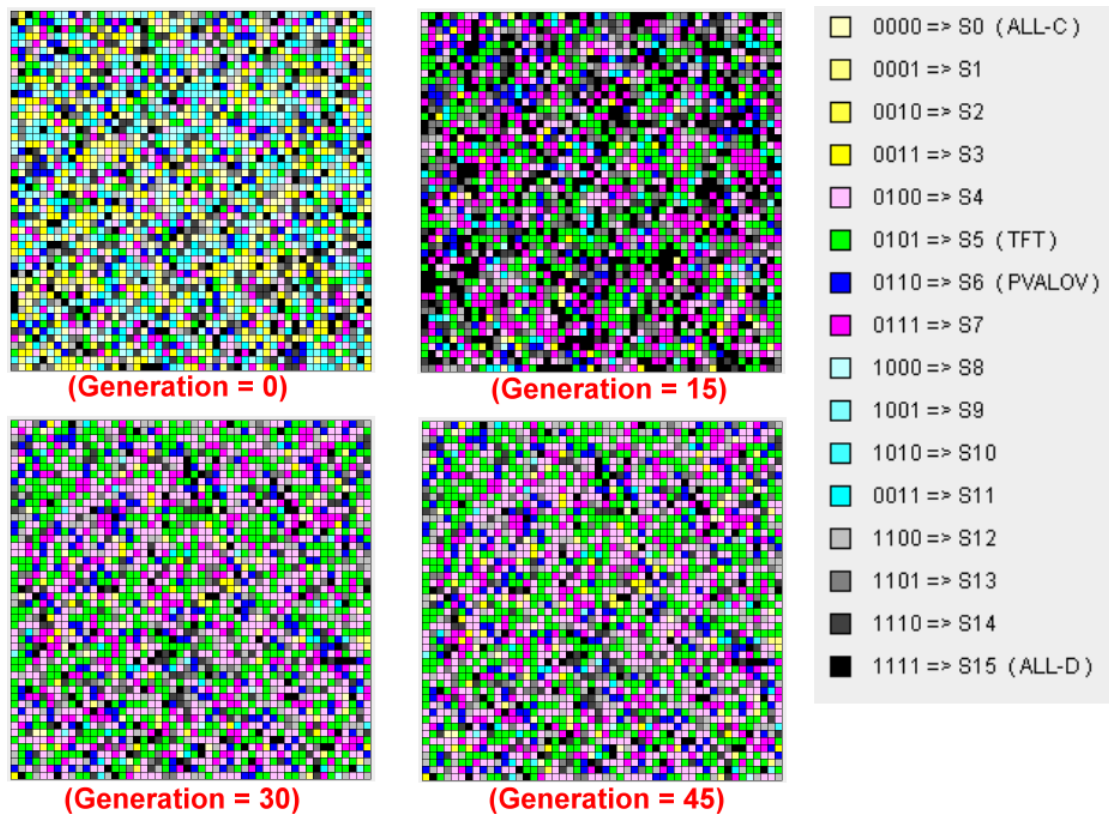 (Generation = 0)
(Generation = 15)
(Generation = 30)
(Generation = 45)
0000 => S0 (ALL-C)
0001 => S1
0010 => S2
0011 => S3
0100 => S4
0101 => S5 (TFT)
0110 => S6 (PVALOV)
0111 => S7
1000 => S8
1001 => S9
1010 => S10
0011 => S11
1100 => S12
1101 => S13
1110 => S14
1111 => S15 (ALL-D)